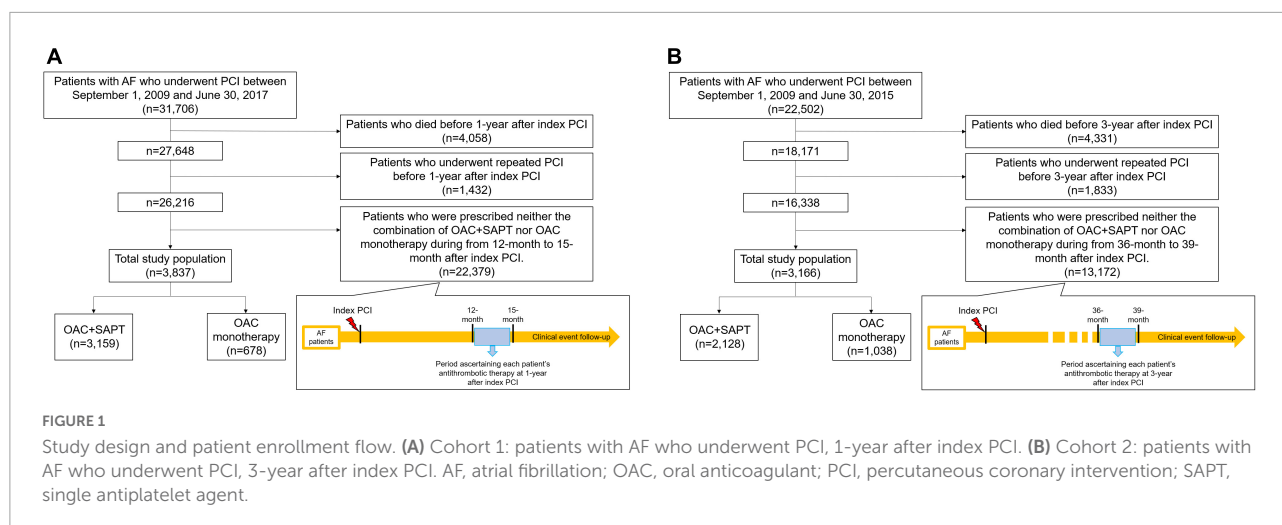 A
Patients with AF who underwent PCI between
September 1, 2009 and June 30, 2017
(n=31,706)
Patients who died before 1-year after index PCI
(n=4,058)
n=27,648
Patients who underwent repeated PCI
before 1-year after index PCI
(n=1,432)
n=26,216
Patients who were prescribed neither the
combination of OAC+SAPT nor OAC
monotherapy during from 12-month to 15-
month after index PCI.
(n=22,379)
Total study population
(n=3,837)
OAC+SAPT
(n=3,159)
OAC
monotherapy
(n=678)
Index PCI
12-
month
15-
month
AF
patients
Clinical event follow-up
Period ascertaining each patient's
antithrombotic therapy at 1-year
after index PCI
B
Patients with AF who underwent PCI between
September 1, 2009 and June 30, 2015
(n=22,502)
Patients who died before 3-year after index PCI
(n=4,331)
n=18,171
Patients who underwent repeated PCI
before 3-year after index PCI
(n=1,833)
n=16,338
Patients who were prescribed neither the
combination of OAC+SAPT nor OAC
monotherapy during from 36-month to 39-
month after index PCI.
(n=13,172)
Total study population
(n=3,166)
OAC+SAPT
(n=2,128)
OAC
monotherapy
(n=1,038)
Index PCI
36-
month
39-
month
AF
patients
Clinical event follow-up
Period ascertaining each patient's
antithrombotic therapy at 3-year
after index PCI
FIGURE 1
Study design and patient enrollment flow. (A) Cohort 1: patients with AF who underwent PCI, 1-year after index PCI. (B) Cohort 2: patients with
AF who underwent PCI, 3-year after index PCI. AF, atrial fibrillation; OAC, oral anticoagulant; PCI, percutaneous coronary intervention; SAPT,
single antiplatelet agent.